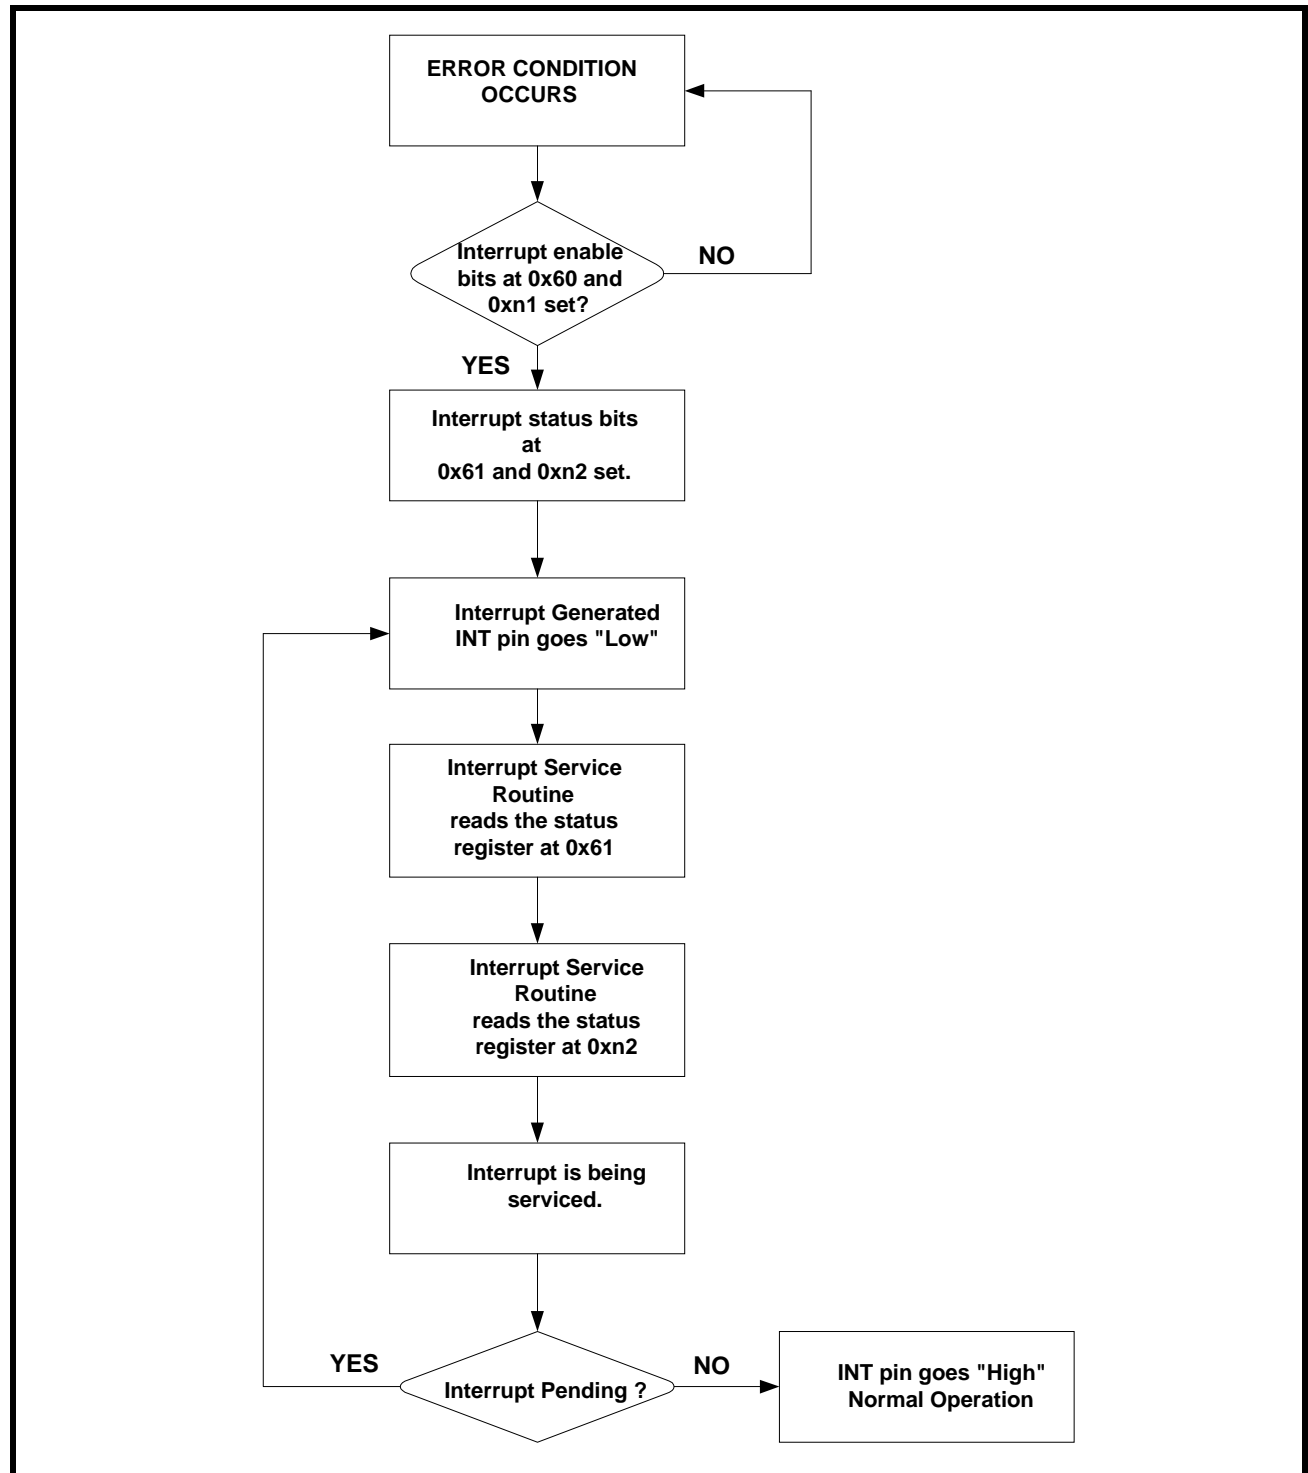 ERROR CONDITION
OCCURS
Interrupt enable
bits at 0x60 and
0xn1 set?
NO
YES
Interrupt status bits
at
0x61 and 0xn2 set.
Interrupt Generated
INT pin goes "Low"
Interrupt Service
Routine
reads the status
register at 0x61
Interrupt Service
Routine
reads the status
register at 0xn2
Interrupt is being
serviced.
YES
Interrupt Pending ?
NO
INT pin goes "High"
Normal Operation